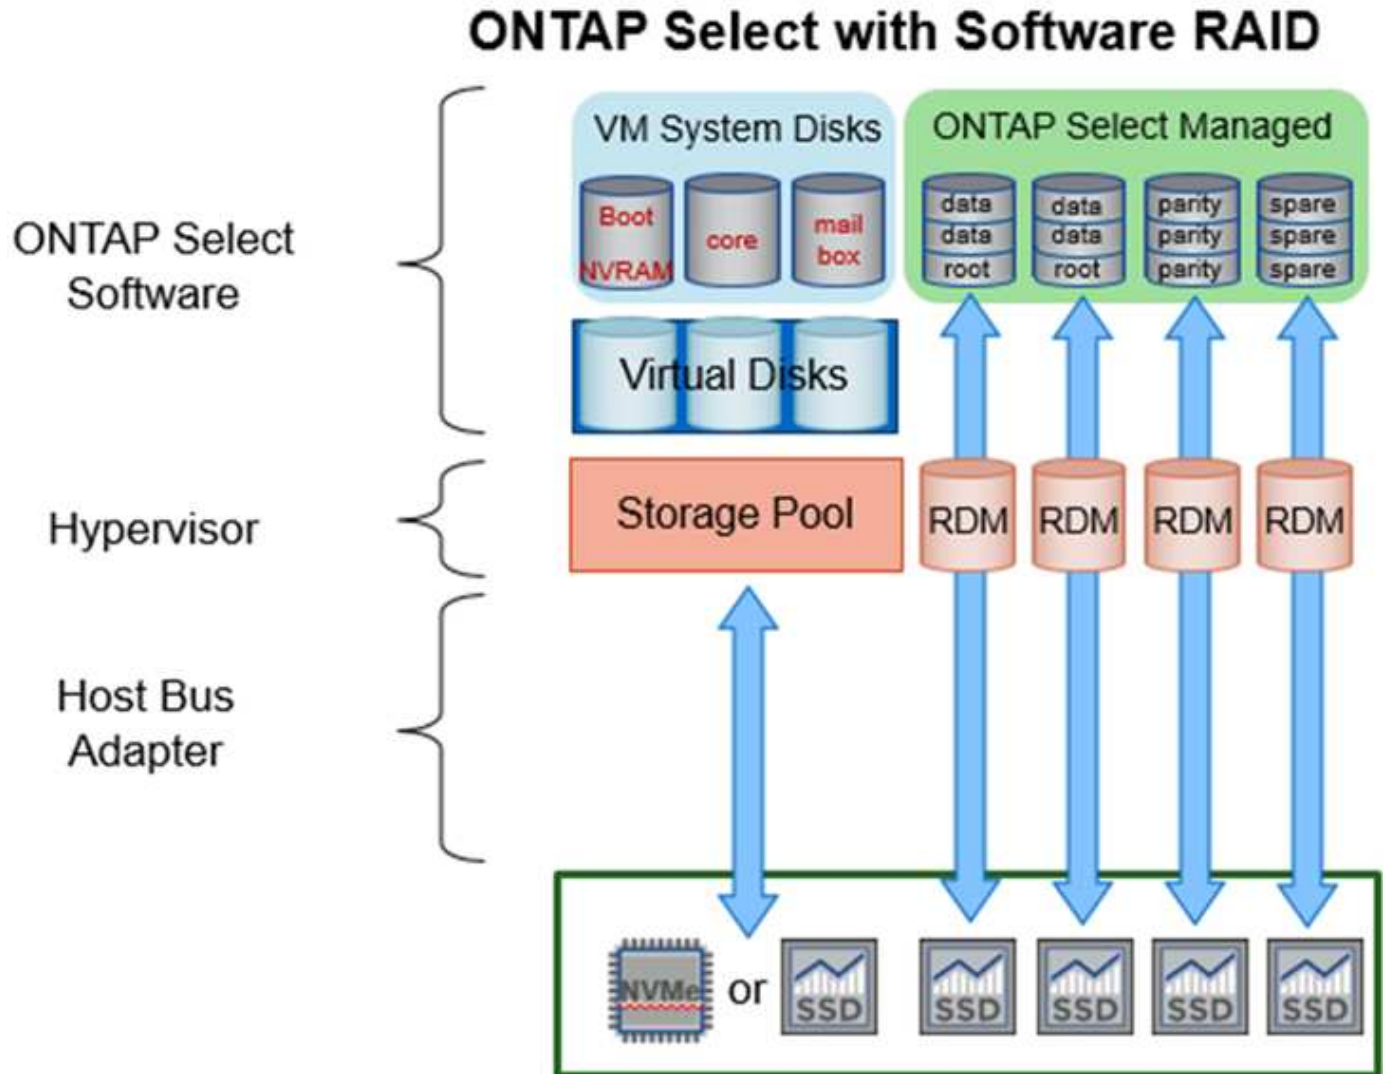 ONTAP Select with Software RAID
ONTAP Select
Software
VM System Disks
Boot
NVRAM
core
mail
box
ONTAP Select Managed
data
data
root
data
data
root
parity
parity
parity
spare
spare
spare
Virtual Disks
Hypervisor
Storage Pool
RDM
RDM
RDM
RDM
Host Bus
Adapter
NVMe
or
SSD
SSD
SSD
SSD
SSD